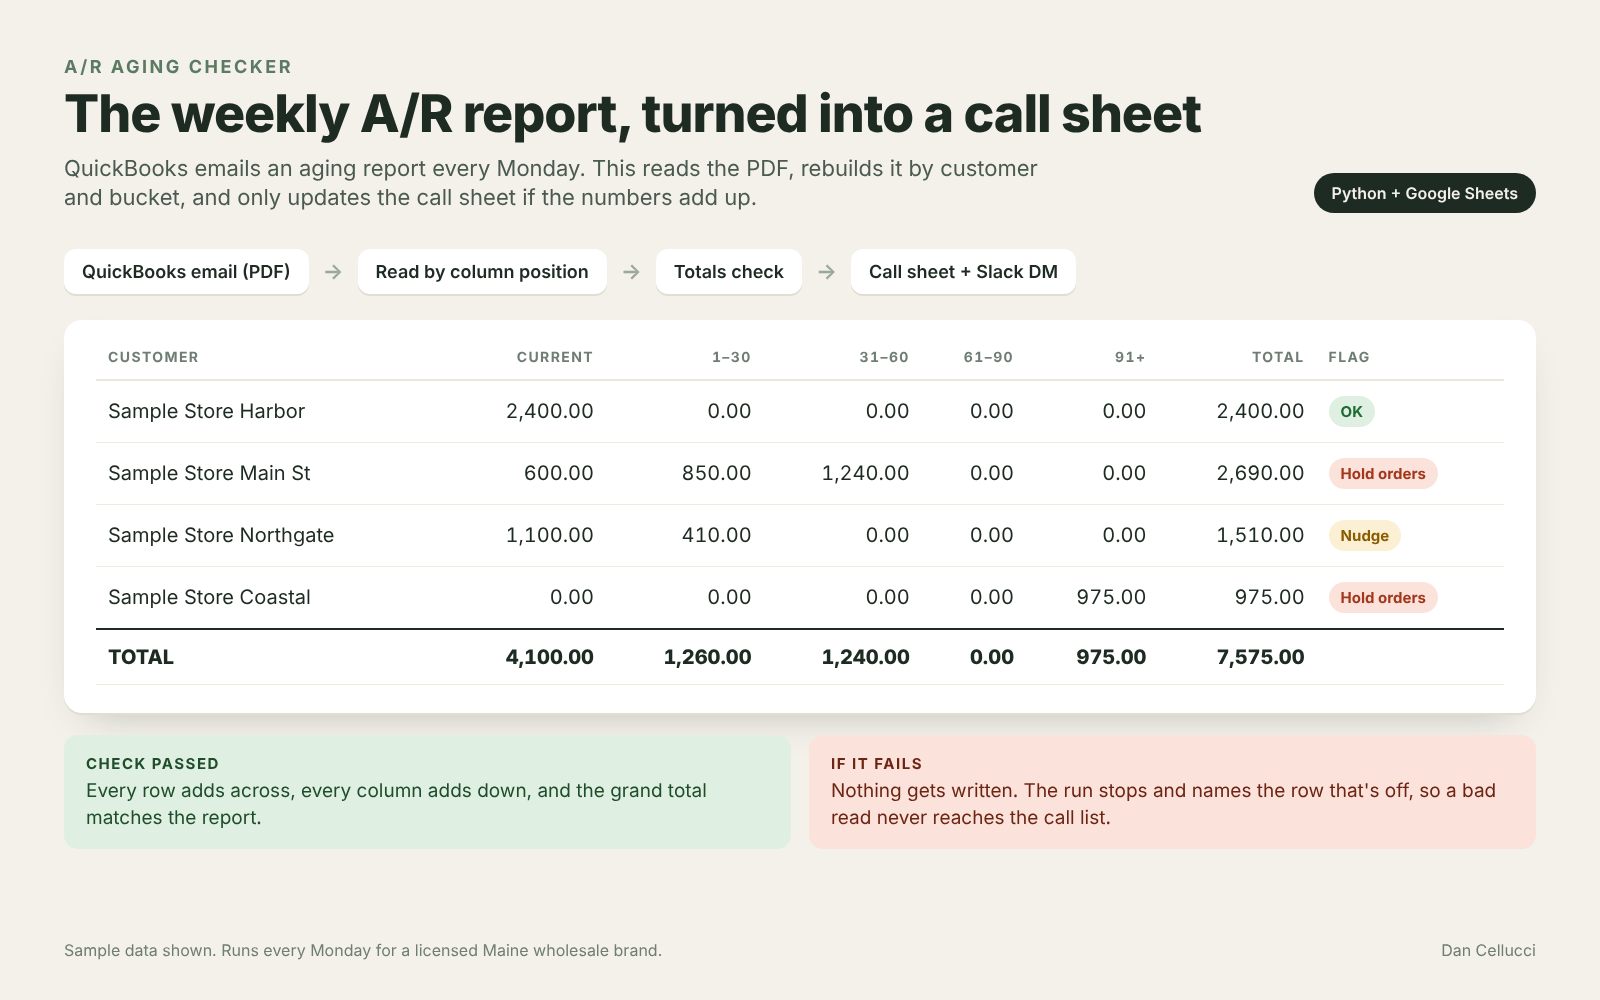 A/R AGING CHECKER
The weekly A/R report, turned into a call sheet
QuickBooks emails an aging report every Monday. This reads the PDF, rebuilds it by customer
and bucket, and only updates the call sheet if the numbers add up.
Python + Google Sheets
QuickBooks email (PDF) → Read by column position → Totals check → Call sheet + Slack DM
CUSTOMER CURRENT 1–30 31–60 61–90 91+ TOTAL FLAG
Sample Store Harbor 2,400.00 0.00 0.00 0.00 0.00 2,400.00 OK
Sample Store Main St 600.00 850.00 1,240.00 0.00 0.00 2,690.00 Hold orders
Sample Store Northgate 1,100.00 410.00 0.00 0.00 0.00 1,510.00 Nudge
Sample Store Coastal 0.00 0.00 0.00 0.00 975.00 975.00 Hold orders
TOTAL 4,100.00 1,260.00 1,240.00 0.00 975.00 7,575.00
CHECK PASSED
Every row adds across, every column adds down, and the grand total
matches the report.
IF IT FAILS
Nothing gets written. The run stops and names the row that's off, so a bad
read never reaches the call list.
Sample data shown. Runs every Monday for a licensed Maine wholesale brand.
Dan Cellucci